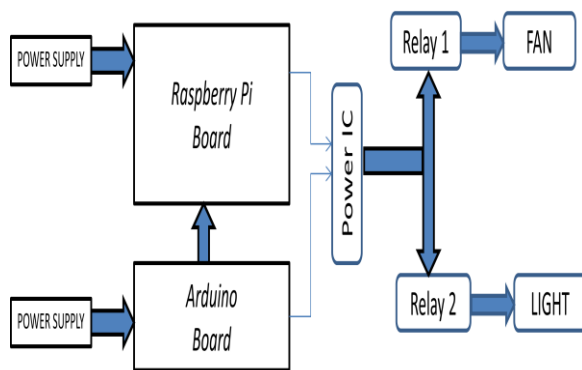 POWER SUPPLY
Raspberry Pi
Board
Power IC
Relay 1
FAN
POWER SUPPLY
Arduino
Board
Relay 2
LIGHT